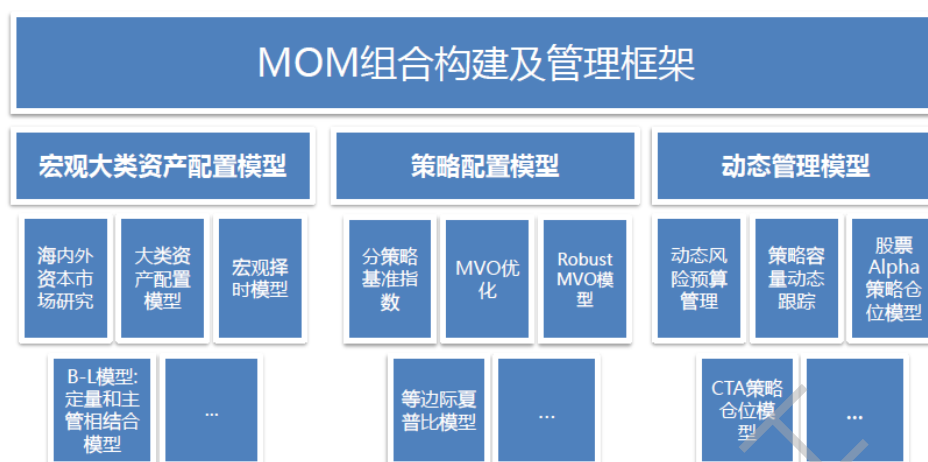 MOM组合构建及管理框架
宏观大类资产配置模型
策略配置模型
动态管理模型
海内外
资本市
场研究
大类资
产配置
模型
宏观择
时模型
分策略
基准指
数
MVO优
化
Robust
MVO模
型
动态风
险预算
管理
策略容
量动态
跟踪
股票
Alpha
策略仓
位模型
B-L模型:
定量和主
管相结合
模型
...
等边际夏
普比模型
...
CTA策略
仓位模
型
...